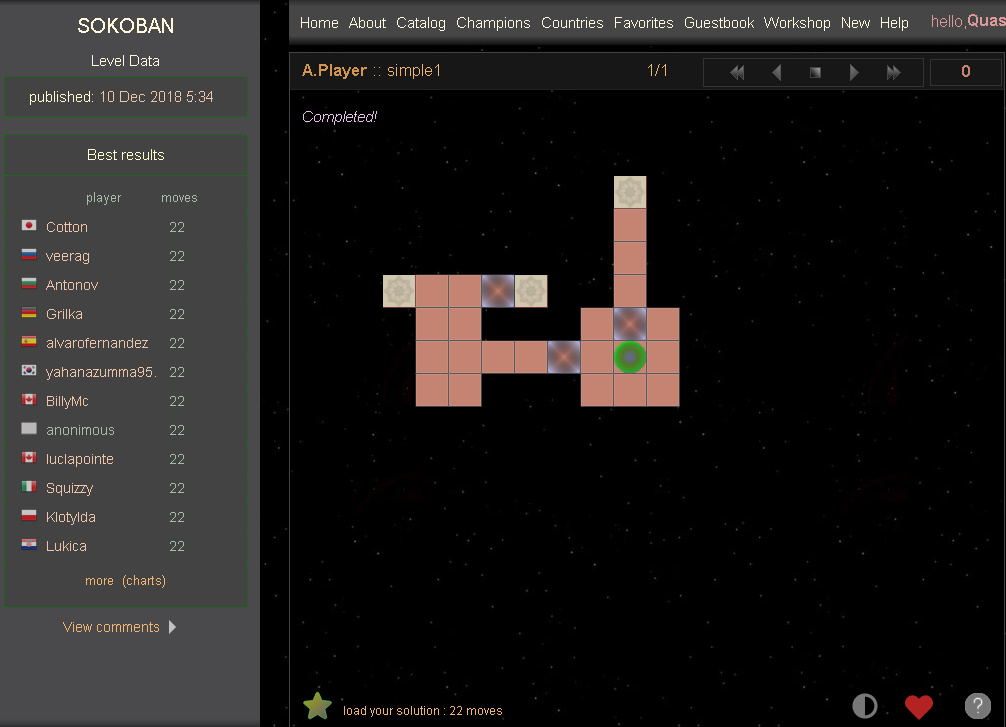 SOKOBAN
Level Data
published: 10 Dec 2018 5:34
Best results
player moves
Cotton 22
veerag 22
Antonov 22
Grilka 22
alvarofernandez 22
yahanazumma95. 22
BillyMc 22
anonimous 22
luclapointe 22
Squizzy 22
Klotylda 22
Lukica 22
more (charts)
View comments
Home About Catalog Champions Countries Favorites Guestbook Workshop New Help hello,Quas
A.Player :: simple1 1/1 0
Completed!
load your solution : 22 moves
?